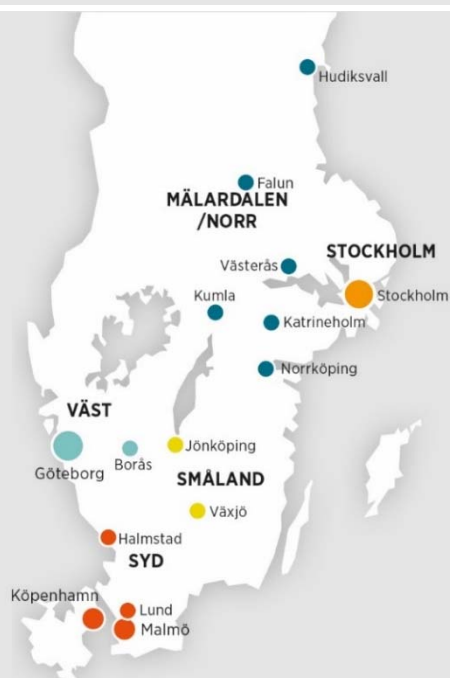 Hudiksvall
Falun
MÄLARDALEN
/NORR
STOCKHOLM
Västerås
Stockholm
Kumla
Katrineholm
Norrköping
VÄST
Jönköping
Göteborg
Borås
SMÅLAND
Växjö
Halmstad
SYD
Köpenhamn
Lund
Malmö